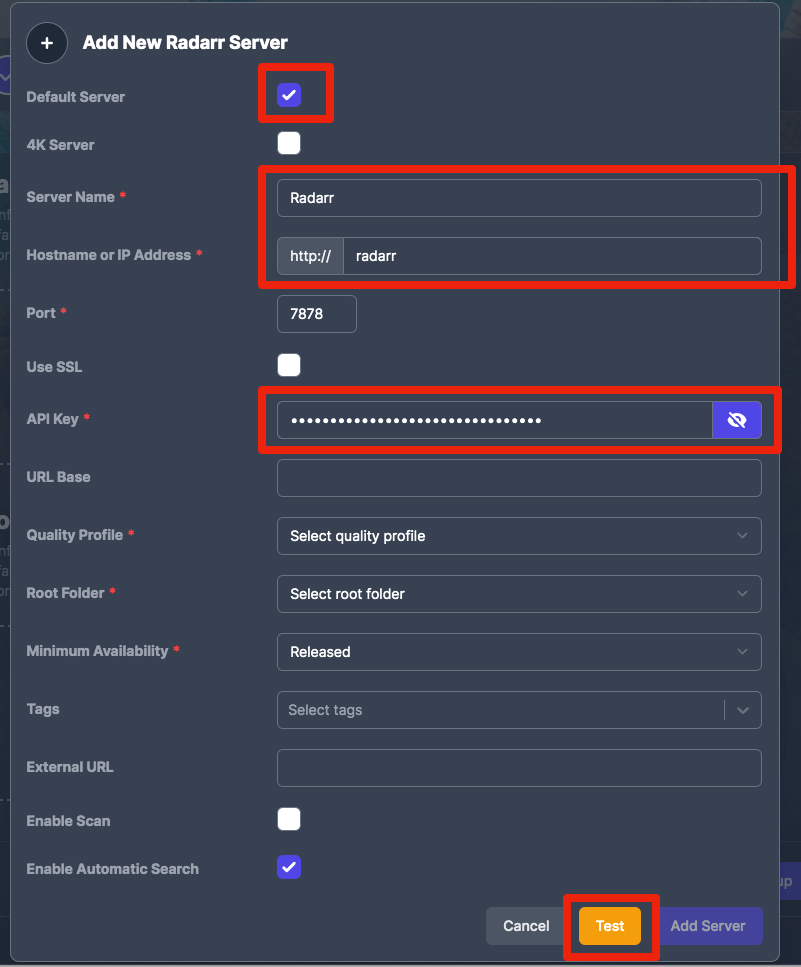 Add New Radarr Server
Default Server
4K Server
Server Name *
Radarr
Hostname or IP Address *
http:// radarr
Port *
7878
Use SSL
API Key *
••••••••••••••••••••••••••••••••
URL Base
Quality Profile *
Select quality profile
Root Folder *
Select root folder
Minimum Availability *
Released
Tags
Select tags
External URL
Enable Scan
Enable Automatic Search
Cancel
Test
Add Server